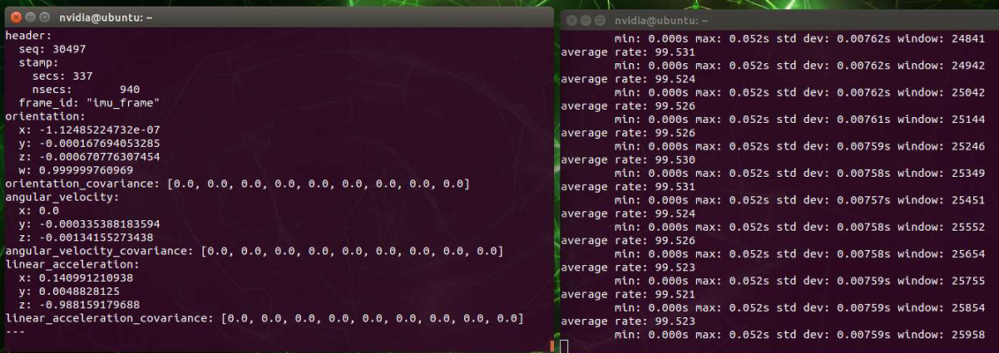 nvidia@ubuntu: ~
header:
  seq: 30497
  stamp:
    secs: 337
    nsecs:       940
  frame_id: "imu_frame"
orientation:
  x: -1.12485224732e-07
  y: -0.000167694053285
  z: -0.000670776307454
  w: 0.999999760969
orientation_covariance: [0.0, 0.0, 0.0, 0.0, 0.0, 0.0, 0.0, 0.0, 0.0]
angular_velocity:
  x: 0.0
  y: -0.000335388183594
  z: -0.00134155273438
angular_velocity_covariance: [0.0, 0.0, 0.0, 0.0, 0.0, 0.0, 0.0, 0.0, 0.0]
linear_acceleration:
  x: 0.140991210938
  y: 0.0048828125
  z: -0.988159179688
linear_acceleration_covariance: [0.0, 0.0, 0.0, 0.0, 0.0, 0.0, 0.0, 0.0, 0.0]
---
nvidia@ubuntu: ~
        min: 0.000s max: 0.052s std dev: 0.00762s window: 24841
average rate: 99.531
        min: 0.000s max: 0.052s std dev: 0.00762s window: 24942
average rate: 99.524
        min: 0.000s max: 0.052s std dev: 0.00762s window: 25042
average rate: 99.526
        min: 0.000s max: 0.052s std dev: 0.00761s window: 25144
average rate: 99.526
        min: 0.000s max: 0.052s std dev: 0.00759s window: 25246
average rate: 99.530
        min: 0.000s max: 0.052s std dev: 0.00758s window: 25349
average rate: 99.531
        min: 0.000s max: 0.052s std dev: 0.00757s window: 25451
average rate: 99.524
        min: 0.000s max: 0.052s std dev: 0.00758s window: 25552
average rate: 99.526
        min: 0.000s max: 0.052s std dev: 0.00758s window: 25654
average rate: 99.523
        min: 0.000s max: 0.052s std dev: 0.00759s window: 25755
average rate: 99.521
        min: 0.000s max: 0.052s std dev: 0.00759s window: 25854
average rate: 99.523
        min: 0.000s max: 0.052s std dev: 0.00759s window: 25958